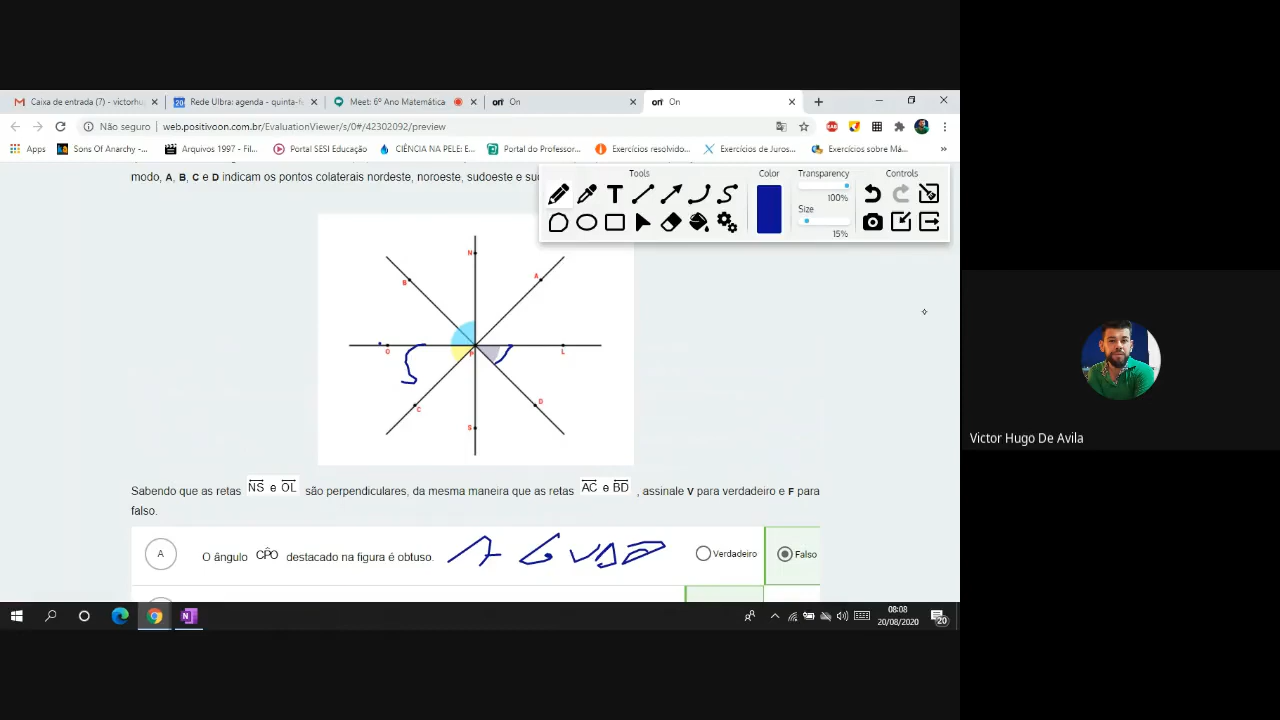 Caixa de entrada (7) - victorhu
Rede Ulbra: agenda - quinta-fe
Meet: 6º Ano Matemática
On
On
Não seguro
web.positivoon.com.br/EvaluationViewer/s/0#/42302092/preview
Apps
Sons Of Anarchy -...
Arquivos 1997 - Fil...
Portal SESI Educação
CIÊNCIA NA PELE: E...
Portal do Professor...
Exercícios resolvido...
Exercícios de Juros...
Exercícios sobre Má...
»
modo, A, B, C e D indicam os pontos colaterais nordeste, noroeste, sudoeste e su
Tools
Color
Transparency
Controls
100%
Size
15%
T
N
A
B
O
P
L
C
D
S
Sabendo que as retas NS e OL são perpendiculares, da mesma maneira que as retas AC e BD , assinale V para verdadeiro e F para
falso.
A
O ângulo CP̂O destacado na figura é obtuso.
AGUDO
Verdadeiro
Falso
08:08
20/08/2020
20
Victor Hugo De Avila